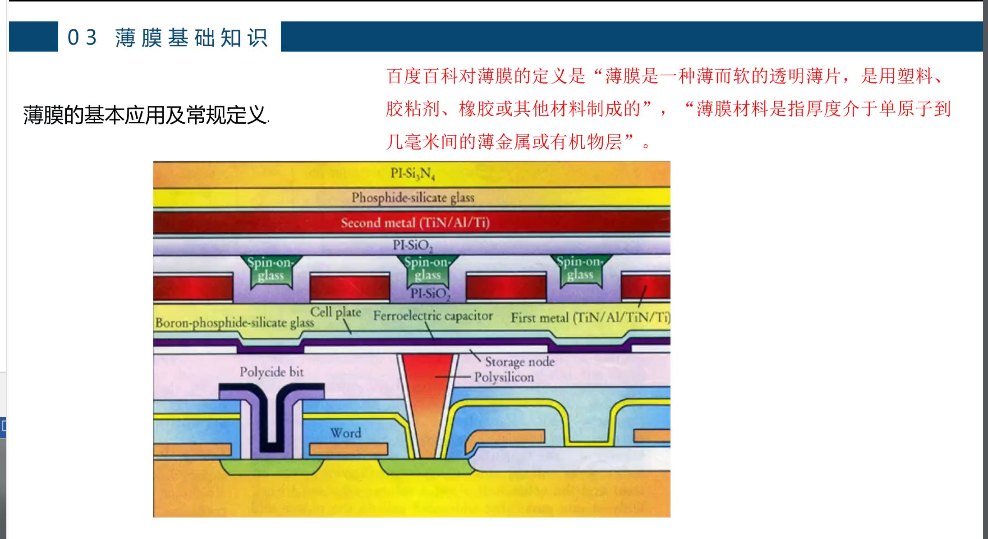 03 薄膜基础知识
百度百科对薄膜的定义是“薄膜是一种薄而软的透明薄片，是用塑料、
胶粘剂、橡胶或其他材料制成的”，“薄膜材料是指厚度介于单原子到
几毫米间的薄金属或有机物层”。
薄膜的基本应用及常规定义.
PI-Si₃N₄
Phosphide-silicate glass
Second metal (TiN/Al/Ti)
PI-SiO₂
Spin-on-
glass
Spin-on-
glass
Spin-on-
glass
PI-SiO₂
Boron-phosphide-silicate glass
Cell plate
Ferroelectric capacitor
First metal (TiN/Al/TiN/Ti)
Storage node
Polysilicon
Polycide bit
Word